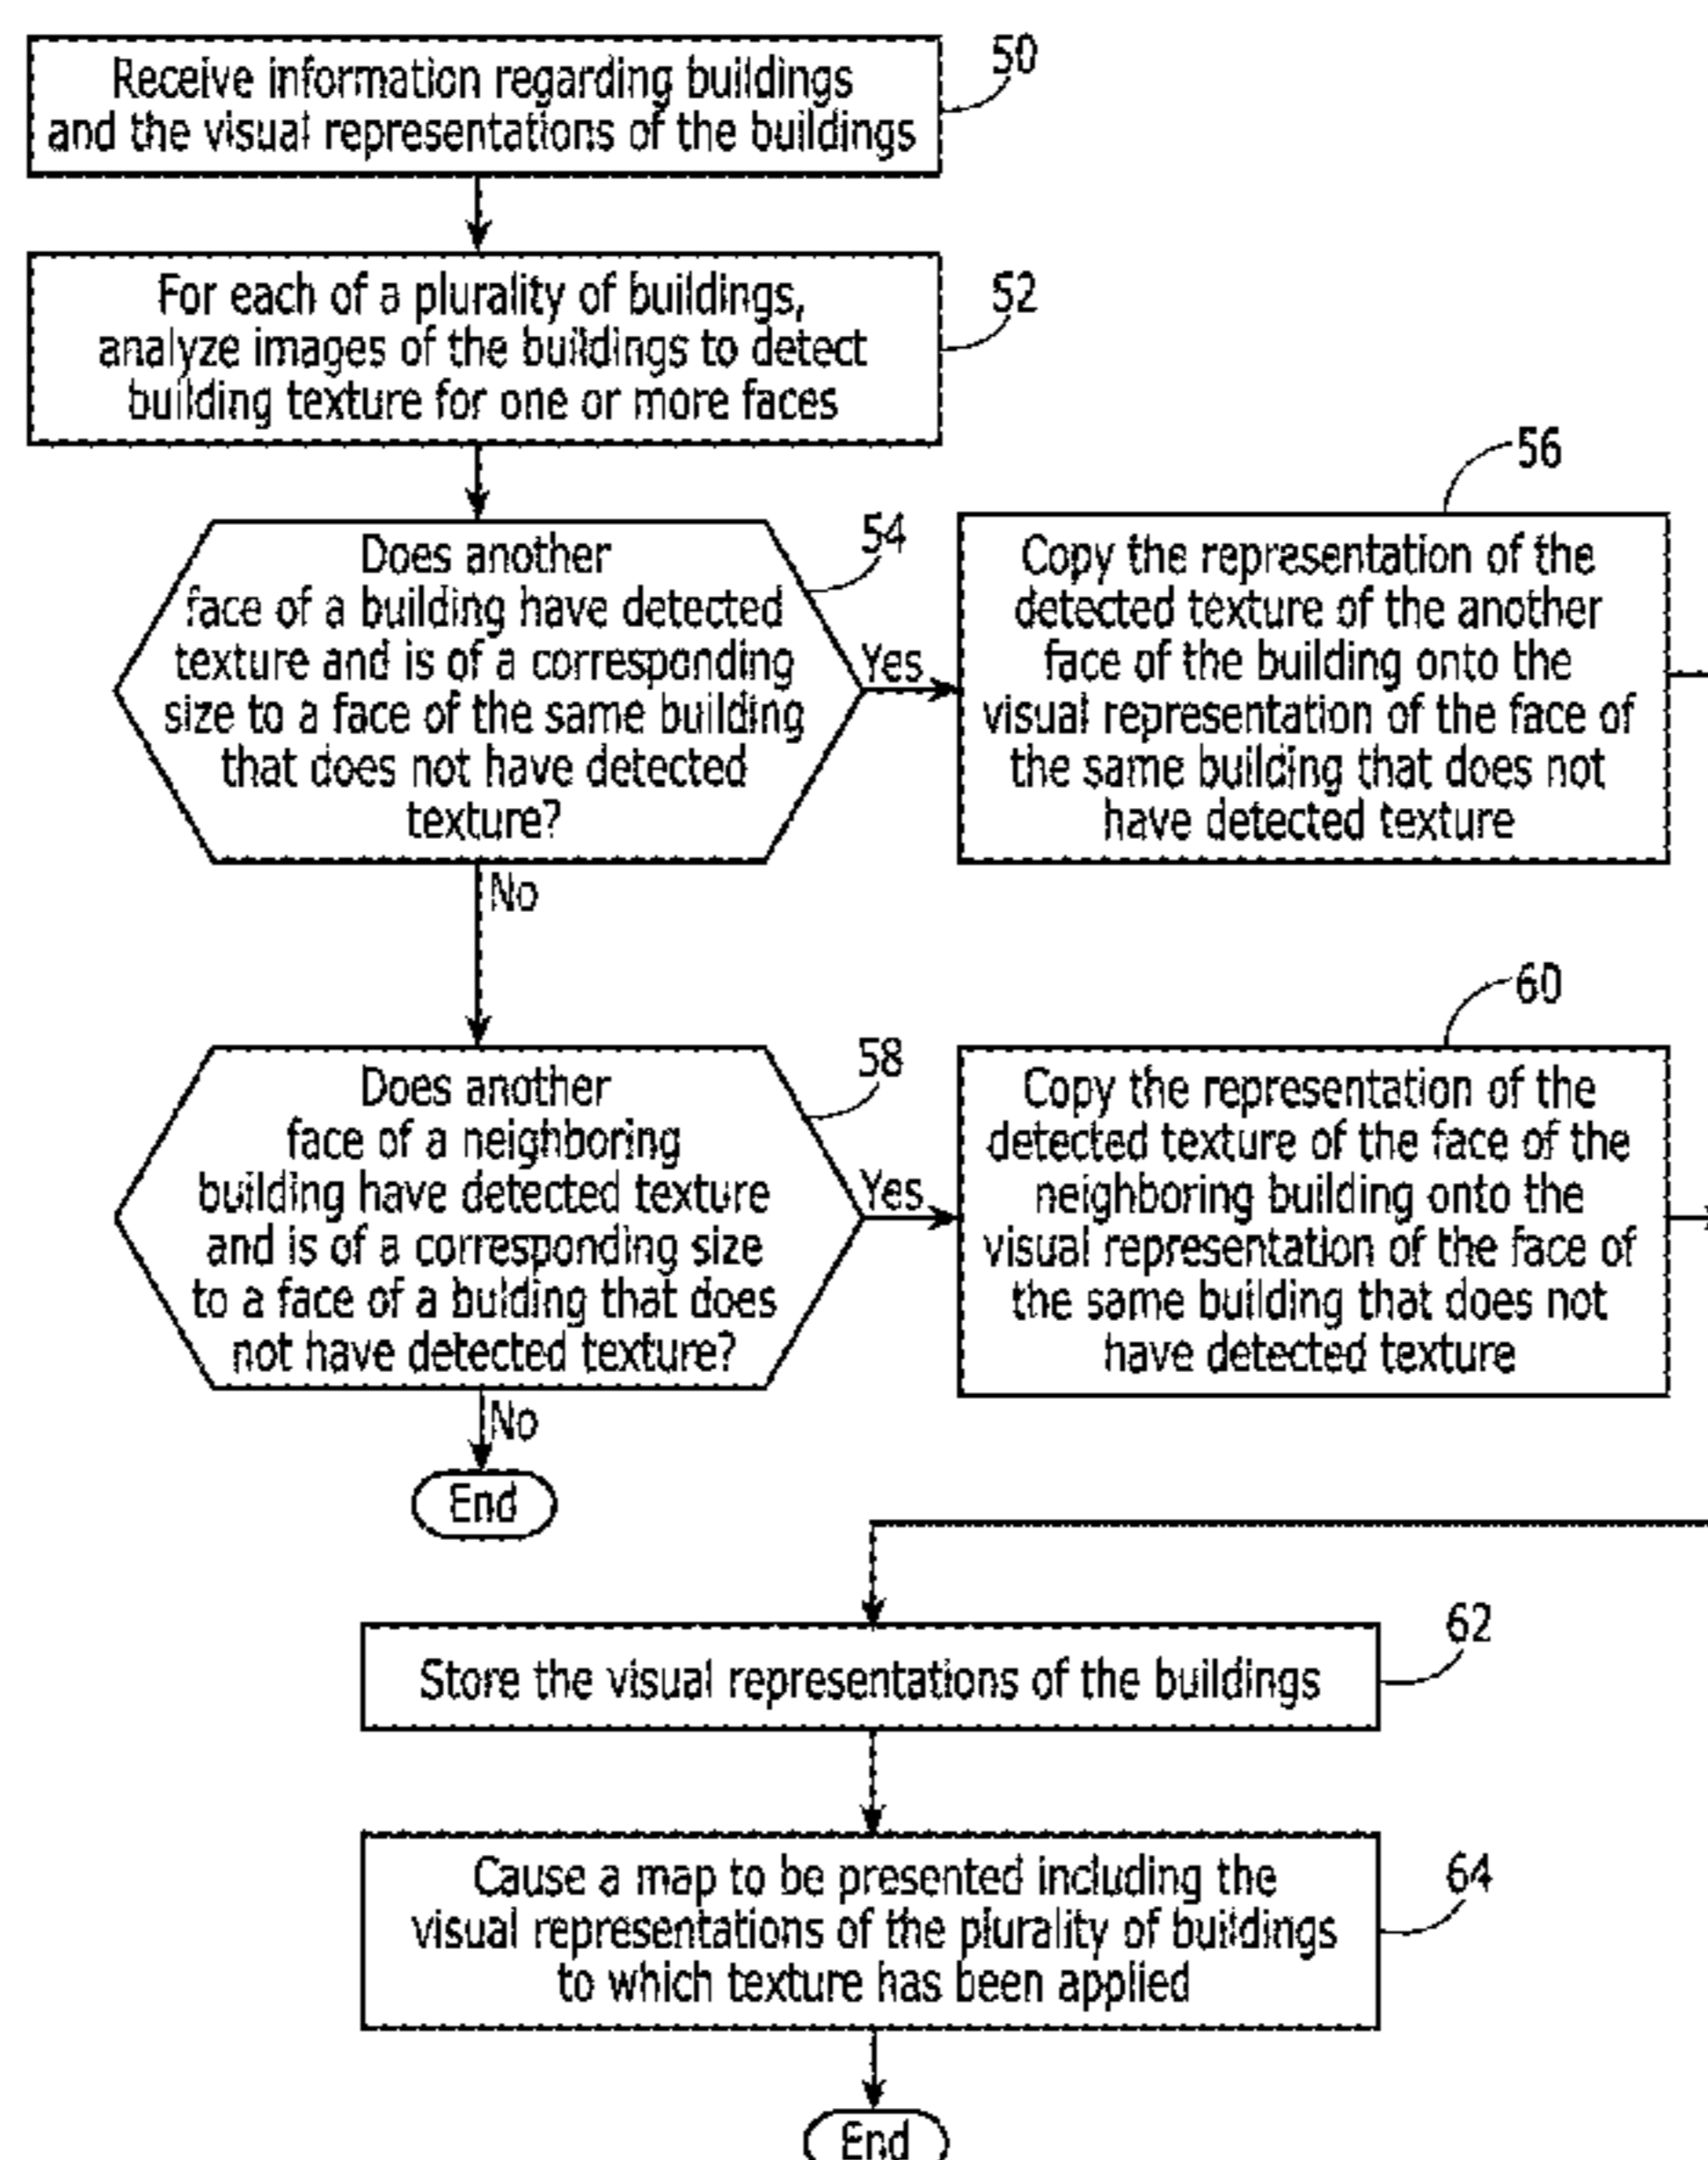 Receive information regarding buildings
and the visual representations of the buildings
50
For each of a plurality of buildings,
analyze images of the buildings to detect
building texture for one or more faces
52
Does another
face of a building have detected
texture and is of a corresponding
size to a face of the same building
that does not have detected
texture?
54
Yes
56
Copy the representation of the
detected texture of the another
face of the building onto the
visual representation of the face of
the same building that does not
have detected texture
No
Does another
face of a neighboring
building have detected texture
and is of a corresponding size
to a face of a bulding that does
not have detected texture?
58
Yes
60
Copy the representation of the
detected texture of the face of the
neighboring building onto the
visual representation of the face of
the same building that does not
have detected texture
No
End
Store the visual representations of the buildings
62
Cause a map to be presented including the
visual representations of the plurality of buildings
to which texture has been applied
64
End